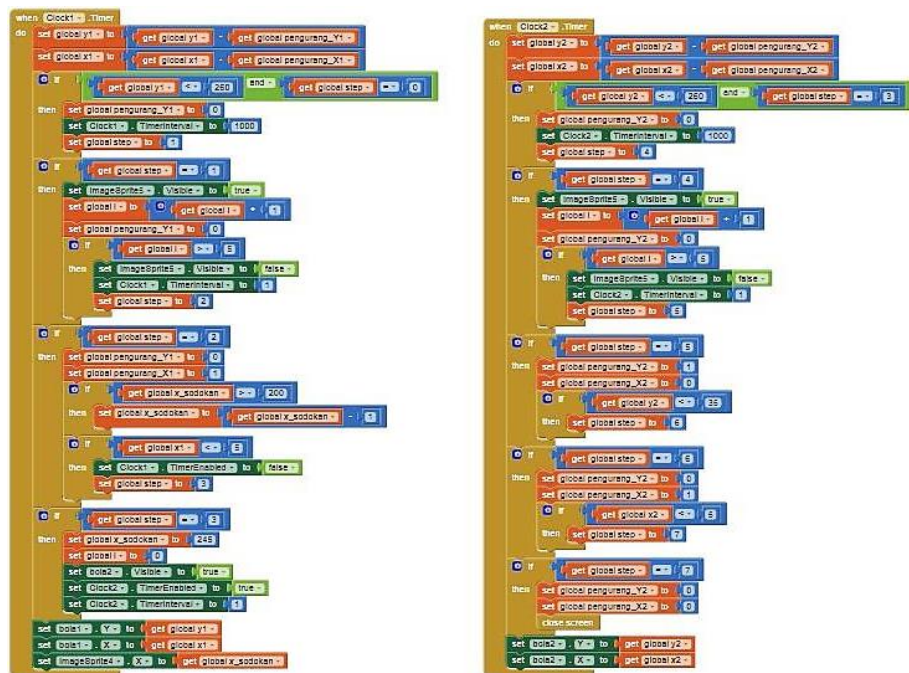 when Clock1 .Timer
do set global y1 to get global y1 - get global pengurang_Y1
set global x1 to get global x1 - get global pengurang_X1
if get global y1 < 260 and get global step = 0
then set global pengurang_Y1 to 0
set Clock1 . TimerInterval to 1000
set global step to 1
if get global step = 1
then set ImageSprite5 . Visible to true
set global i to get global i + 1
set global pengurang_Y1 to 0
if get global i > 5
then set ImageSprite5 . Visible to false
set Clock1 . TimerInterval to 1
set global step to 2
if get global step = 2
then set global pengurang_Y1 to 0
set global pengurang_X1 to 1
if get global x_sodokan > 200
then set global x_sodokan to get global x_sodokan - 1
if get global x1 < 5
then set Clock1 . TimerEnabled to false
set global step to 3
if get global step = 3
then set global x_sodokan to 245
set global i to 0
set bola2 . Visible to true
set Clock2 . TimerEnabled to true
set Clock2 . TimerInterval to 1
set bola1 . Y to get global y1
set bola1 . X to get global x1
set ImageSprite4 . X to get global x_sodokan
when Clock2 .Timer
do set global y2 to get global y2 - get global pengurang_Y2
set global x2 to get global x2 - get global pengurang_X2
if get global y2 < 260 and get global step = 3
then set global pengurang_Y2 to 0
set Clock2 . TimerInterval to 1000
set global step to 4
if get global step = 4
then set ImageSprite5 . Visible to true
set global i to get global i + 1
set global pengurang_Y2 to 0
if get global i > 5
then set ImageSprite5 . Visible to false
set Clock2 . TimerInterval to 1
set global step to 5
if get global step = 5
then set global pengurang_Y2 to 1
set global pengurang_X2 to 0
if get global y2 < 35
then set global step to 6
if get global step = 6
then set global pengurang_Y2 to 0
set global pengurang_X2 to 1
if get global x2 < 5
then set global step to 7
if get global step = 7
then set global pengurang_Y2 to 0
set global pengurang_X2 to 0
close screen
set bola2 . Y to get global y2
set bola2 . X to get global x2